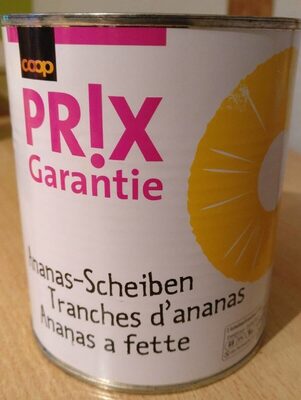 coop
PR!X
Garantie
Ananas-Scheiben
Tranches d'ananas
Ananas a fette